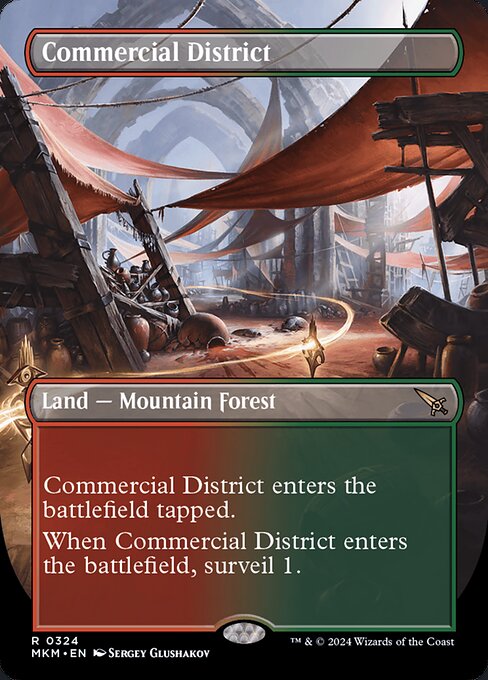 Commercial District
Land — Mountain Forest
Commercial District enters the
battlefield tapped.
When Commercial District enters
the battlefield, surveil 1.
R 0324
MKM • EN Sergey Glushakov
™ & © 2024 Wizards of the Coast